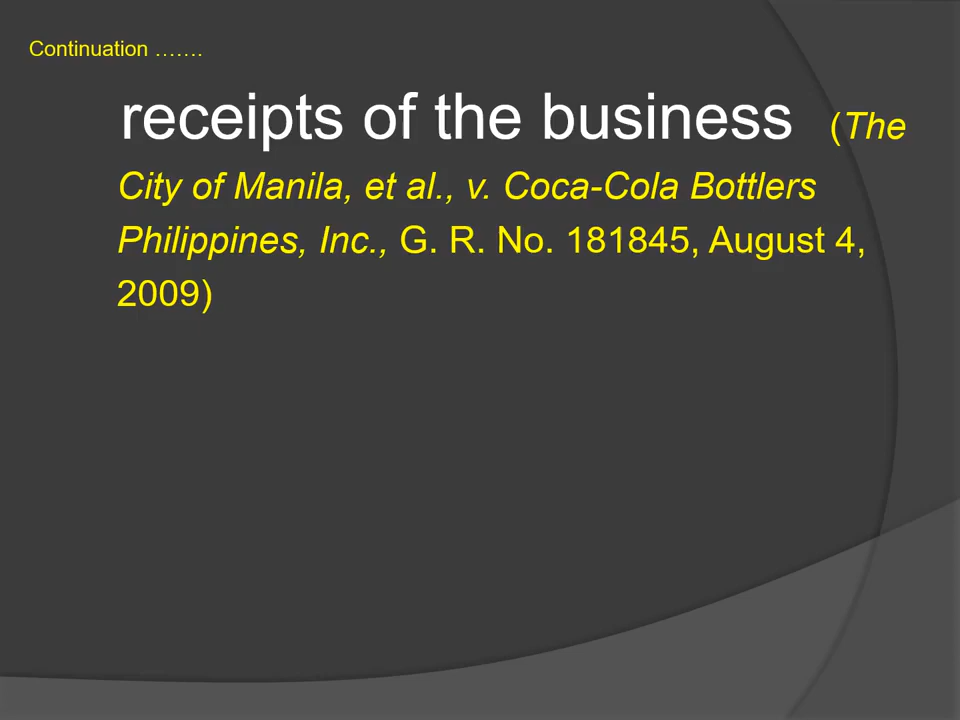 Continuation …….
receipts of the business (The
City of Manila, et al., v. Coca-Cola Bottlers
Philippines, Inc., G. R. No. 181845, August 4,
2009)